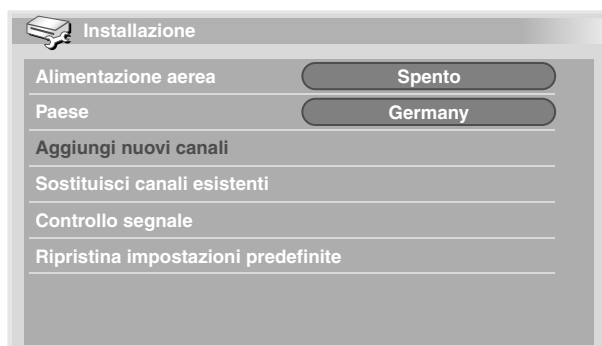 Installazione
Alimentazione aerea Spento
Paese Germany
Aggiungi nuovi canali
Sostituisci canali esistenti
Controllo segnale
Ripristina impostazioni predefinite